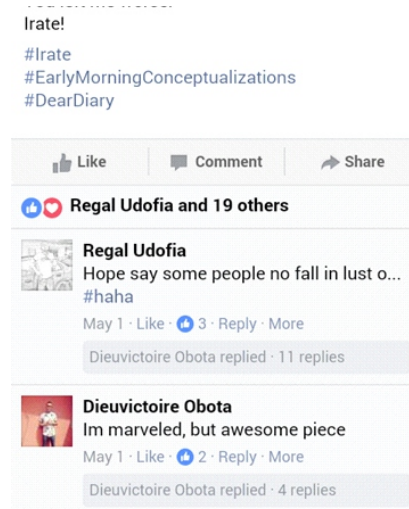 Irate!
#Irate
#EarlyMorningConceptualizations
#DearDiary
Like Comment Share
Regal Udofia and 19 others
Regal Udofia
Hope say some people no fall in lust o...
#haha
May 1 · Like · 3 · Reply · More
Dieuvictoire Obota replied · 11 replies
Dieuvictoire Obota
Im marveled, but awesome piece
May 1 · Like · 2 · Reply · More
Dieuvictoire Obota replied · 4 replies